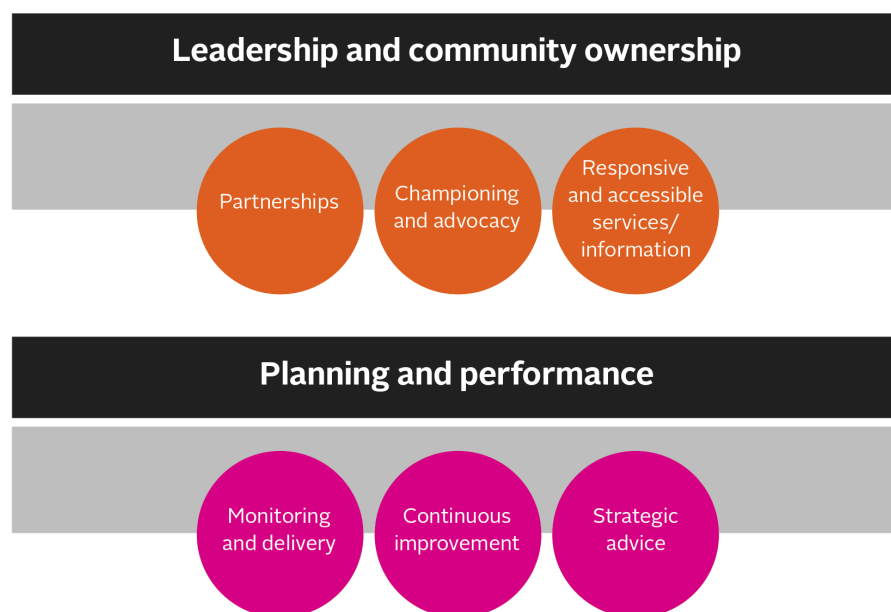 Leadership and community ownership
Partnerships
Championing
and advocacy
Responsive
and accessible
services/
information
Planning and performance
Monitoring
and delivery
Continuous
improvement
Strategic
advice